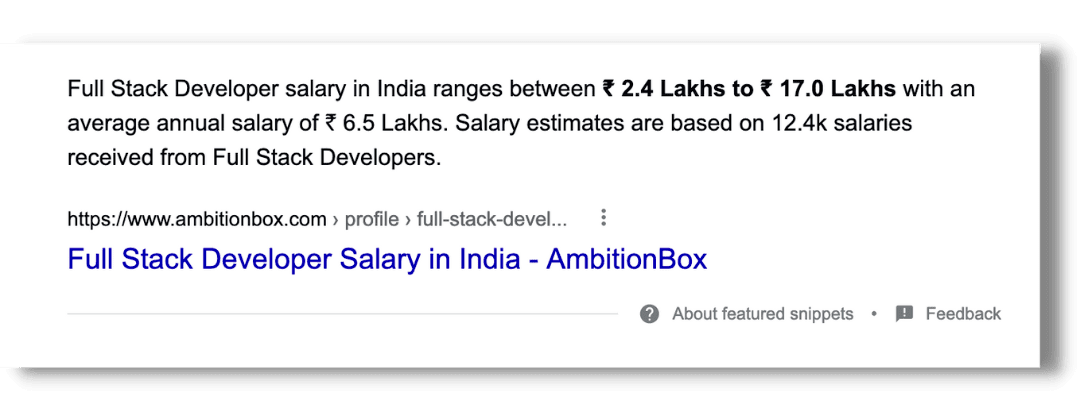 Full Stack Developer salary in India ranges between ₹ 2.4 Lakhs to ₹ 17.0 Lakhs with an
average annual salary of ₹ 6.5 Lakhs. Salary estimates are based on 12.4k salaries
received from Full Stack Developers.
https://www.ambitionbox.com › profile › full-stack-devel...
Full Stack Developer Salary in India - AmbitionBox
About featured snippets • Feedback